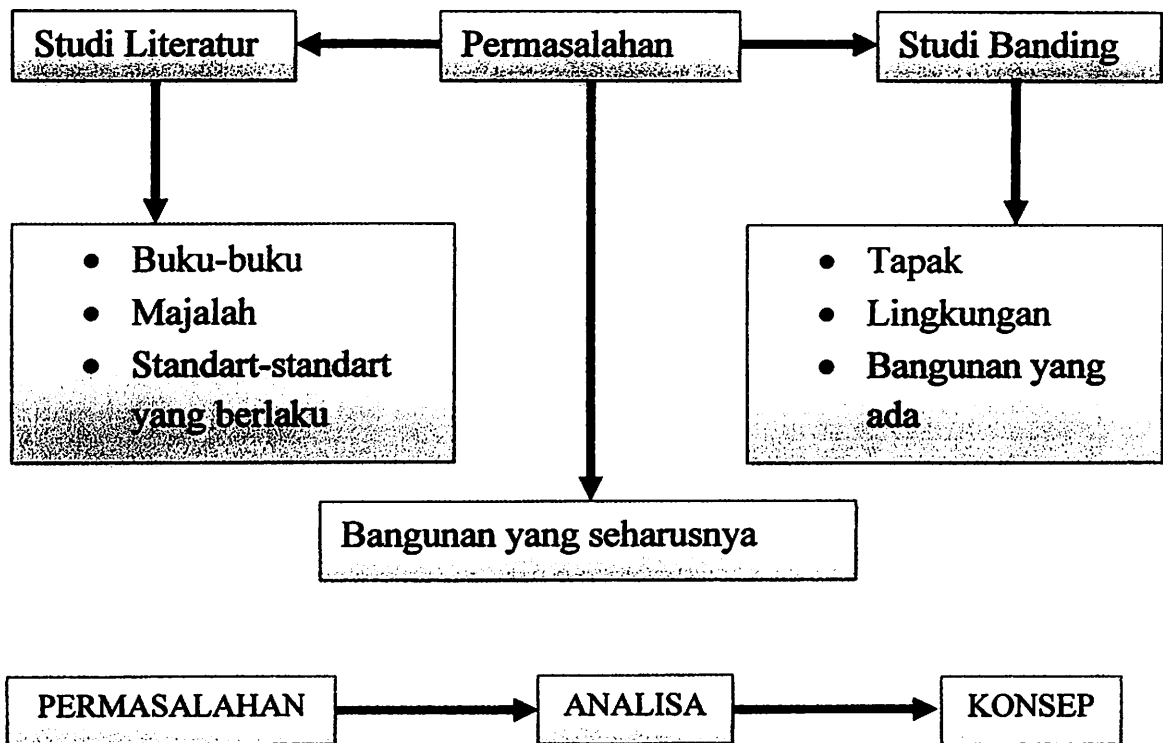 Studi Literatur
Permasalahan
Studi Banding
• Buku-buku
• Majalah
• Standart-standart
yang berlaku
• Tapak
• Lingkungan
• Bangunan yang
ada
Bangunan yang seharusnya
PERMASALAHAN
ANALISA
KONSEP